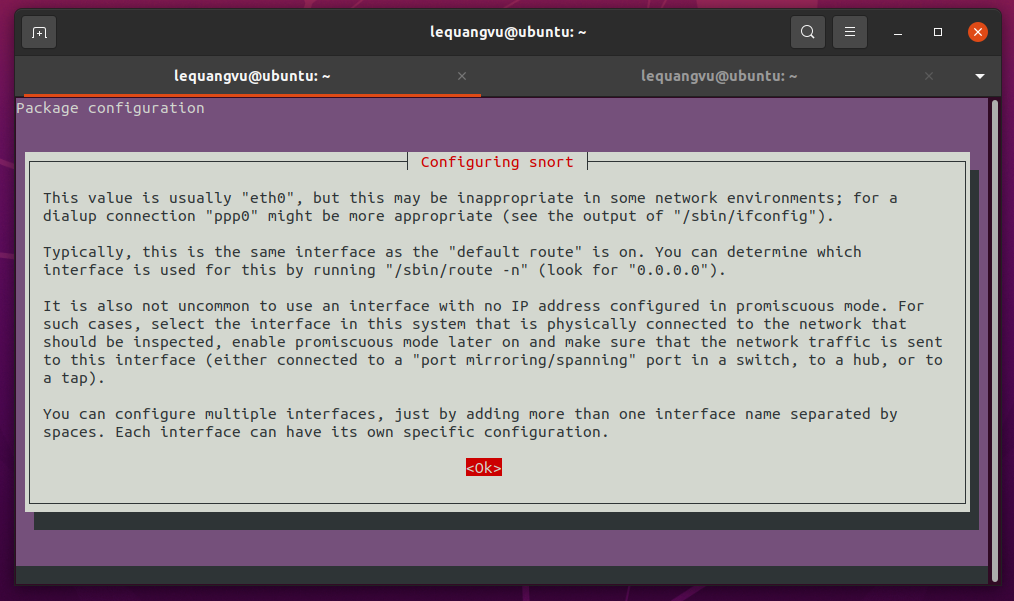 lequangvu@ubuntu: ~
lequangvu@ubuntu: ~
lequangvu@ubuntu: ~
Package configuration
Configuring snort
This value is usually "eth0", but this may be inappropriate in some network environments; for a
dialup connection "ppp0" might be more appropriate (see the output of "/sbin/ifconfig").
Typically, this is the same interface as the "default route" is on. You can determine which
interface is used for this by running "/sbin/route -n" (look for "0.0.0.0").
It is also not uncommon to use an interface with no IP address configured in promiscuous mode. For
such cases, select the interface in this system that is physically connected to the network that
should be inspected, enable promiscuous mode later on and make sure that the network traffic is sent
to this interface (either connected to a "port mirroring/spanning" port in a switch, to a hub, or to
a tap).
You can configure multiple interfaces, just by adding more than one interface name separated by
spaces. Each interface can have its own specific configuration.
<Ok>